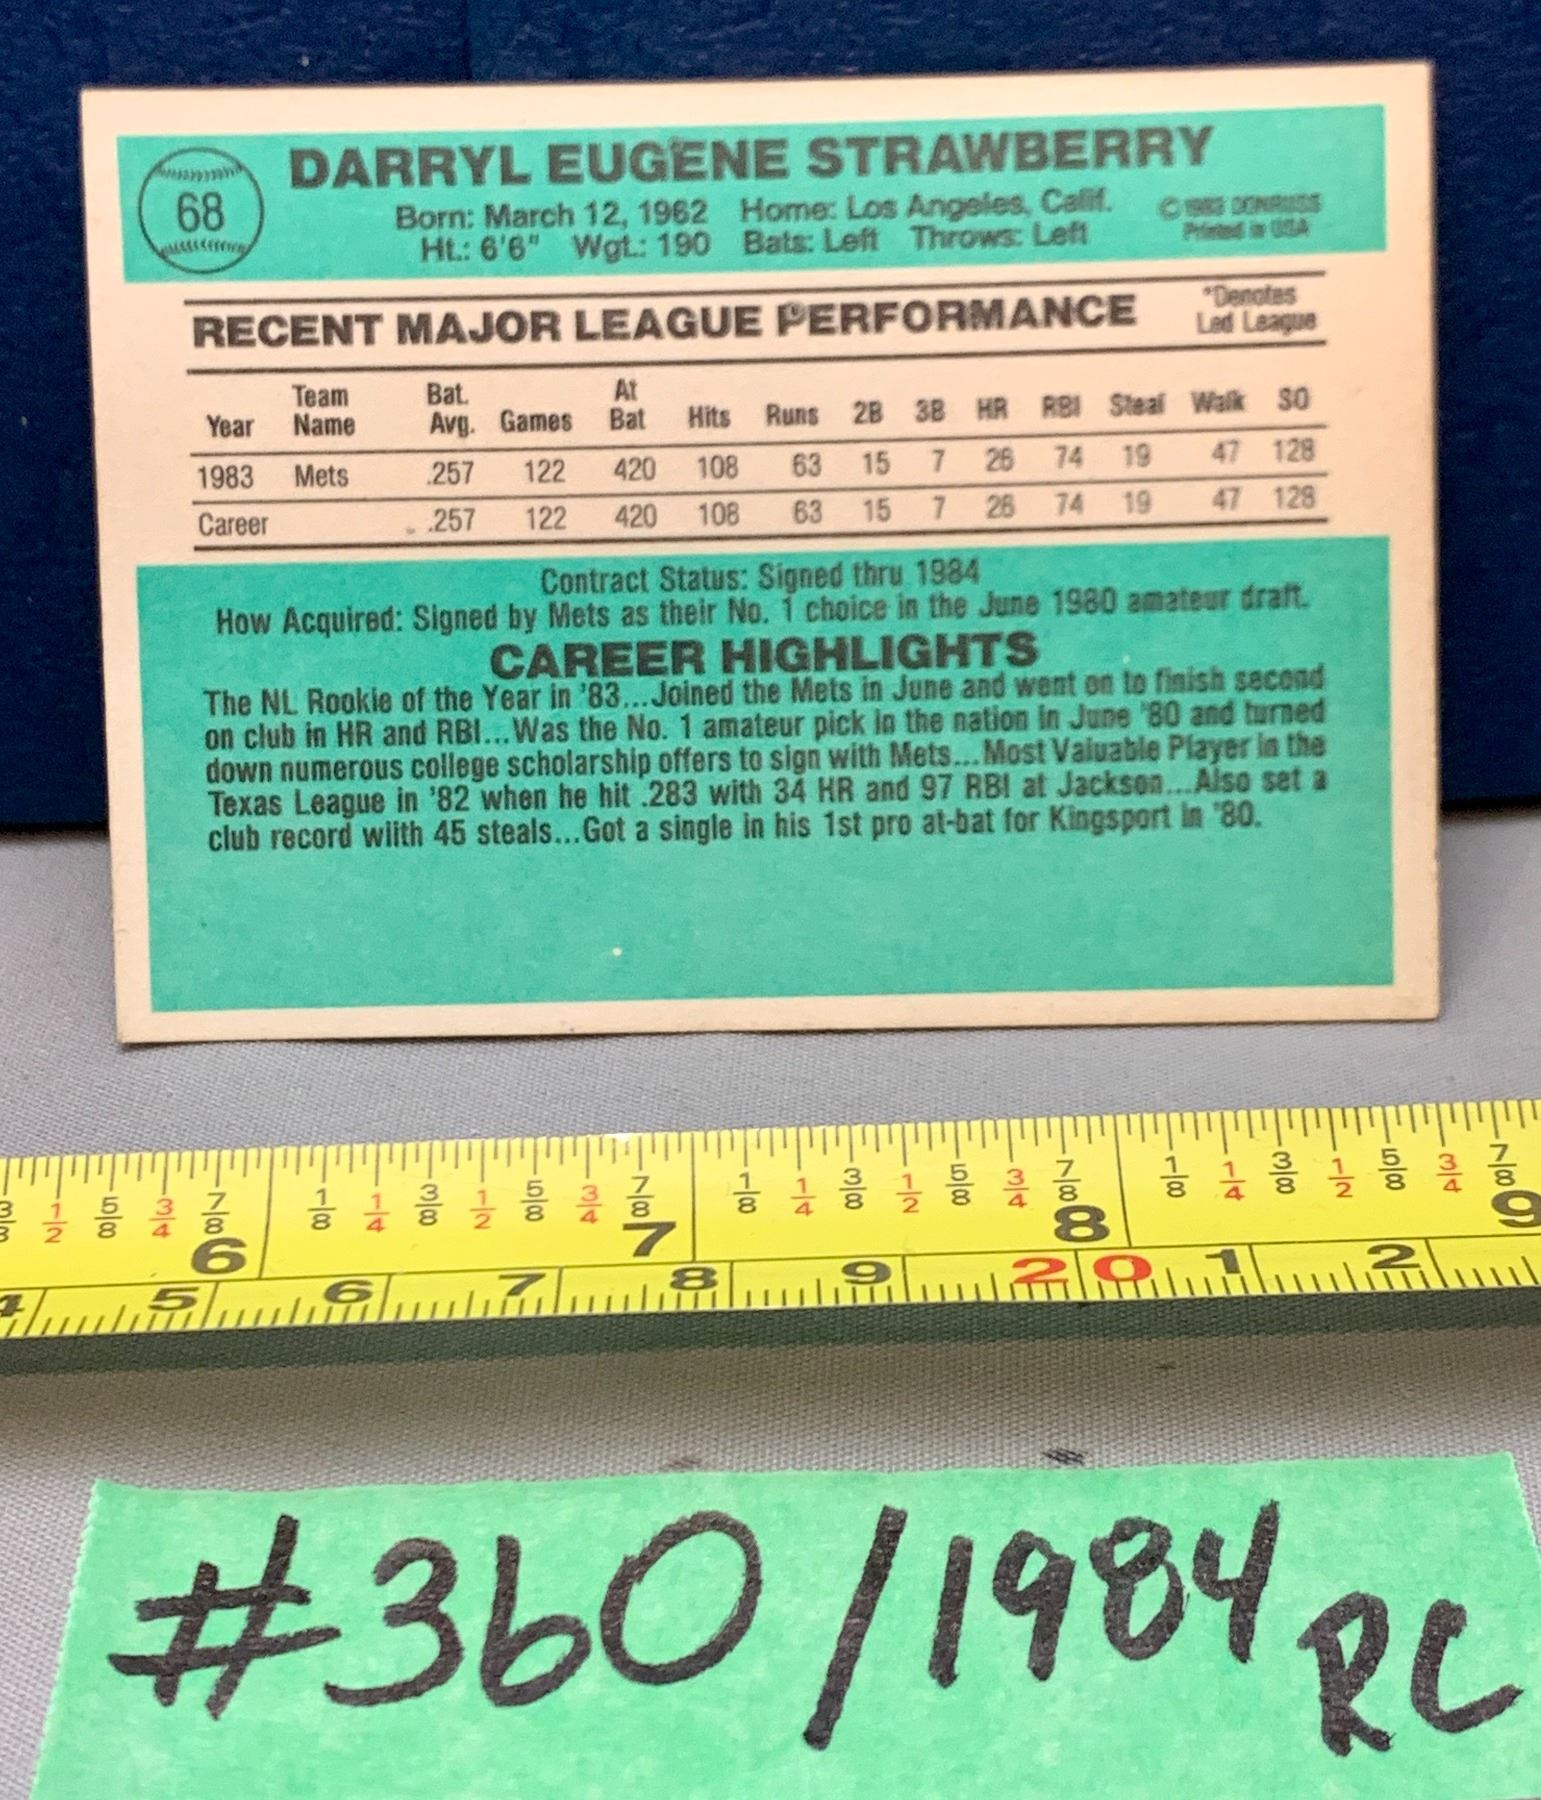 68
DARRYL EUGENE STRAWBERRY
Born: March 12, 1962 Home: Los Angeles, Calif.
Ht.: 6'6" Wgt.: 190 Bats: Left Throws: Left
© 1983 DONRUSS
Printed in USA
RECENT MAJOR LEAGUE PERFORMANCE
*Denotes
Led League
Year Team Name Bat. Avg. Games At Bat Hits Runs 2B 3B HR RBI Steal Walk SO
1983 Mets .257 122 420 108 63 15 7 26 74 19 47 128
Career .257 122 420 108 63 15 7 26 74 19 47 128
Contract Status: Signed thru 1984
How Acquired: Signed by Mets as their No. 1 choice in the June 1980 amateur draft.
CAREER HIGHLIGHTS
The NL Rookie of the Year in '83...Joined the Mets in June and went on to finish second
on club in HR and RBI...Was the No. 1 amateur pick in the nation in June '80 and turned
down numerous college scholarship offers to sign with Mets...Most Valuable Player in the
Texas League in '82 when he hit .283 with 34 HR and 97 RBI at Jackson...Also set a
club record wiith 45 steals...Got a single in his 1st pro at-bat for Kingsport in '80.
3/8 1/2 5/8 3/4 7/8 1/8 1/4 3/8 1/2 5/8 3/4 7/8 1/8 1/4 3/8 1/2 5/8 3/4 7/8 1/8 1/4 3/8 1/2 5/8 3/4 7/8
6 7 8 9
4 5 6 7 8 9 20 1 2
#360/1984 RC